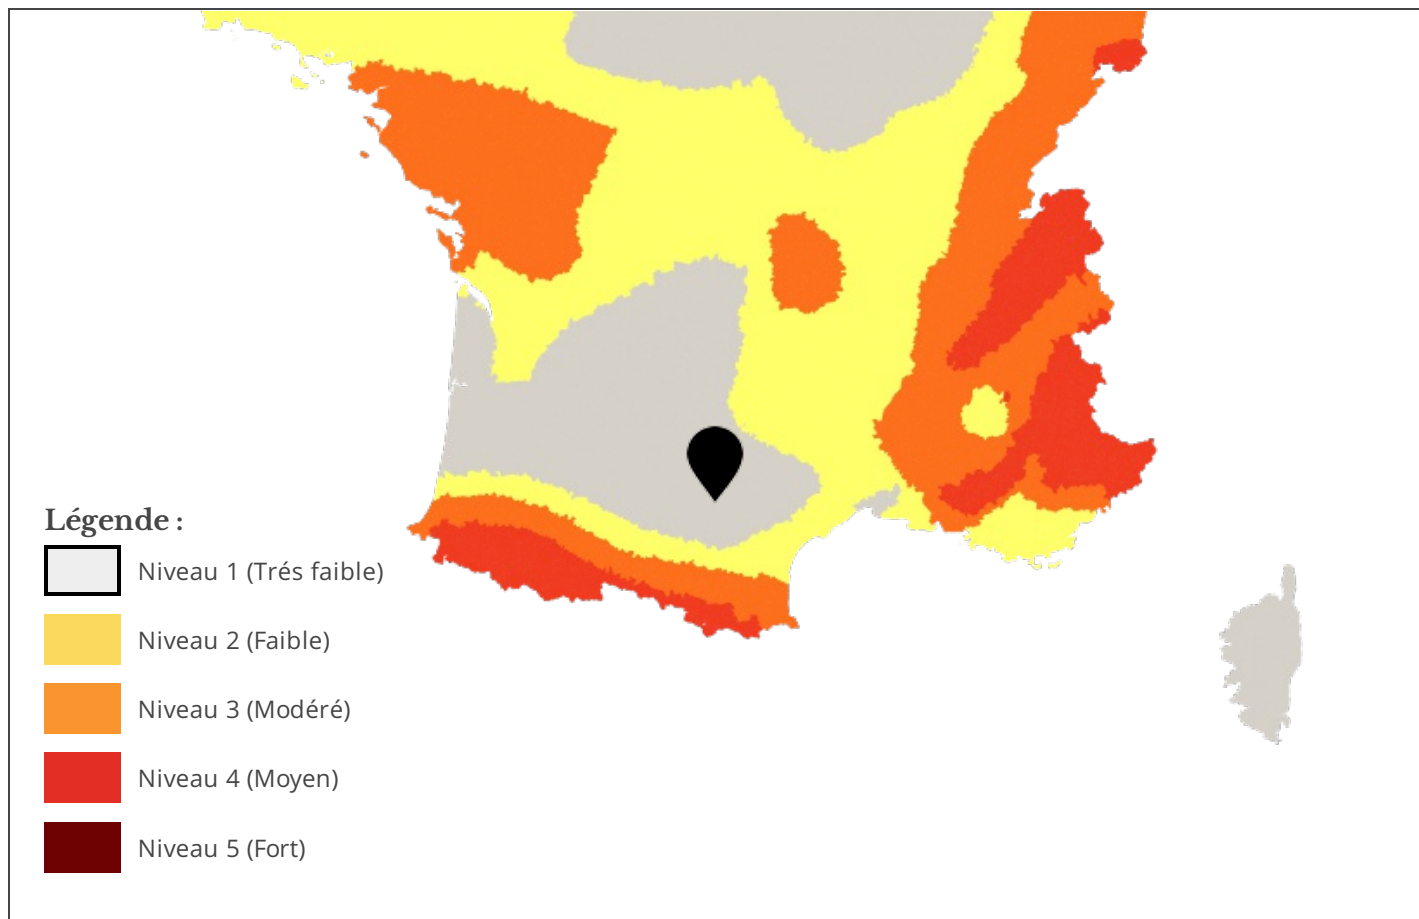 Légende :
Niveau 1 (Trés faible)
Niveau 2 (Faible)
Niveau 3 (Modéré)
Niveau 4 (Moyen)
Niveau 5 (Fort)